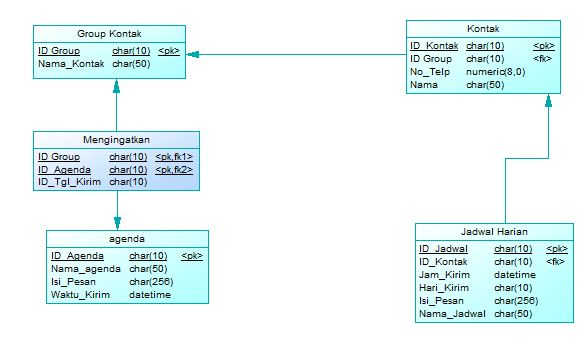 Group Kontak
ID Group char(10) <pk>
Nama_Kontak char(50)
Kontak
ID_Kontak char(10) <pk>
ID Group char(10) <fk>
No_Telp numeric(8,0)
Nama char(50)
Mengingatkan
ID Group char(10) <pk,fk1>
ID_Agenda char(10) <pk,fk2>
ID_Tgl_Kirim char(10)
agenda
ID_Agenda char(10) <pk>
Nama_agenda char(50)
Isi_Pesan char(256)
Waktu_Kirim datetime
Jadwal Harian
ID_Jadwal char(10) <pk>
ID_Kontak char(10) <fk>
Jam_Kirim datetime
Hari_Kirim char(10)
Isi_Pesan char(256)
Nama_Jadwal char(50)